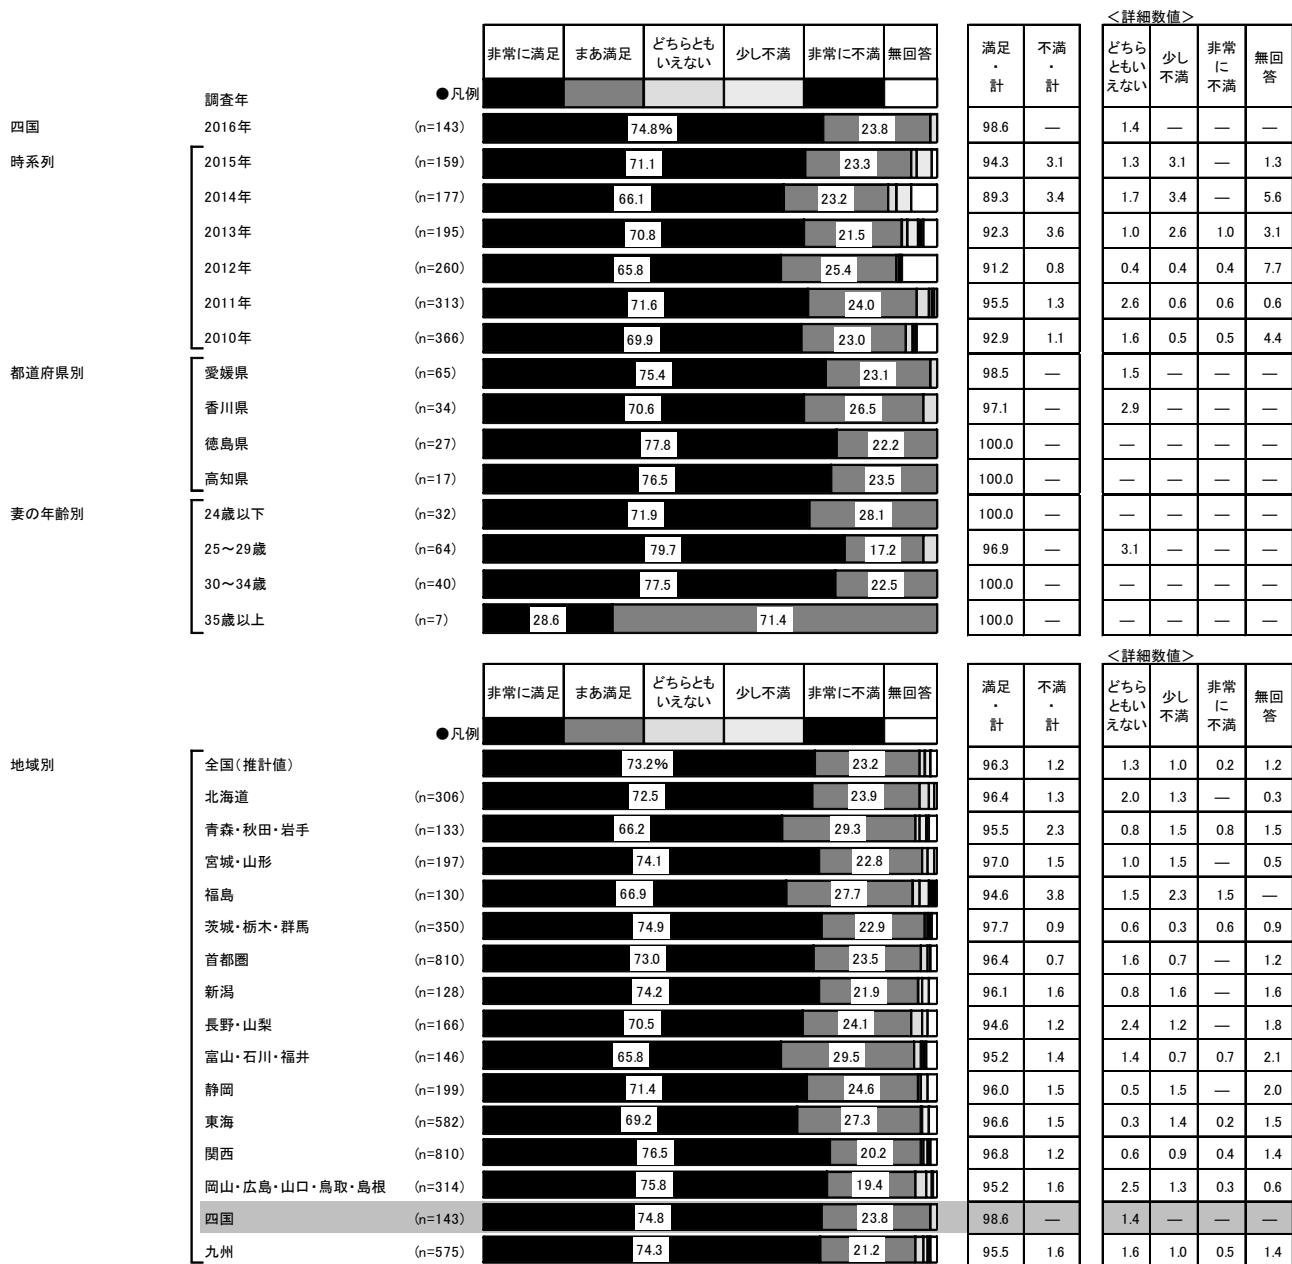 ＜詳細数値＞
非常に満足 まあ満足 どちらとも いえない 少し不満 非常に不満 無回答 満足・計 不満・計 どちらともいえない 少し不満 非常に不満 無回答
調査年 ●凡例
四国 2016年 (n=143) 74.8% 23.8 98.6 — 1.4 — — —
時系列 2015年 (n=159) 71.1 23.3 94.3 3.1 1.3 3.1 — 1.3
2014年 (n=177) 66.1 23.2 89.3 3.4 1.7 3.4 — 5.6
2013年 (n=195) 70.8 21.5 92.3 3.6 1.0 2.6 1.0 3.1
2012年 (n=260) 65.8 25.4 91.2 0.8 0.4 0.4 0.4 7.7
2011年 (n=313) 71.6 24.0 95.5 1.3 2.6 0.6 0.6 0.6
2010年 (n=366) 69.9 23.0 92.9 1.1 1.6 0.5 0.5 4.4
都道府県別 愛媛県 (n=65) 75.4 23.1 98.5 — 1.5 — — —
香川県 (n=34) 70.6 26.5 97.1 — 2.9 — — —
徳島県 (n=27) 77.8 22.2 100.0 — — — — —
高知県 (n=17) 76.5 23.5 100.0 — — — — —
妻の年齢別 24歳以下 (n=32) 71.9 28.1 100.0 — — — — —
25～29歳 (n=64) 79.7 17.2 96.9 — 3.1 — — —
30～34歳 (n=40) 77.5 22.5 100.0 — — — — —
35歳以上 (n=7) 28.6 71.4 100.0 — — — — —
＜詳細数値＞
非常に満足 まあ満足 どちらとも いえない 少し不満 非常に不満 無回答 満足・計 不満・計 どちらともいえない 少し不満 非常に不満 無回答
●凡例
地域別 全国（推計値） 73.2% 23.2 96.3 1.2 1.3 1.0 0.2 1.2
北海道 (n=306) 72.5 23.9 96.4 1.3 2.0 1.3 — 0.3
青森・秋田・岩手 (n=133) 66.2 29.3 95.5 2.3 0.8 1.5 0.8 1.5
宮城・山形 (n=197) 74.1 22.8 97.0 1.5 1.0 1.5 — 0.5
福島 (n=130) 66.9 27.7 94.6 3.8 1.5 2.3 1.5 —
茨城・栃木・群馬 (n=350) 74.9 22.9 97.7 0.9 0.6 0.3 0.6 0.9
首都圏 (n=810) 73.0 23.5 96.4 0.7 1.6 0.7 — 1.2
新潟 (n=128) 74.2 21.9 96.1 1.6 0.8 1.6 — 1.6
長野・山梨 (n=166) 70.5 24.1 94.6 1.2 2.4 1.2 — 1.8
富山・石川・福井 (n=146) 65.8 29.5 95.2 1.4 1.4 0.7 0.7 2.1
静岡 (n=199) 71.4 24.6 96.0 1.5 0.5 1.5 — 2.0
東海 (n=582) 69.2 27.3 96.6 1.5 0.3 1.4 0.2 1.5
関西 (n=810) 76.5 20.2 96.8 1.2 0.6 0.9 0.4 1.4
岡山・広島・山口・鳥取・島根 (n=314) 75.8 19.4 95.2 1.6 2.5 1.3 0.3 0.6
四国 (n=143) 74.8 23.8 98.6 — 1.4 — — —
九州 (n=575) 74.3 21.2 95.5 1.6 1.6 1.0 0.5 1.4